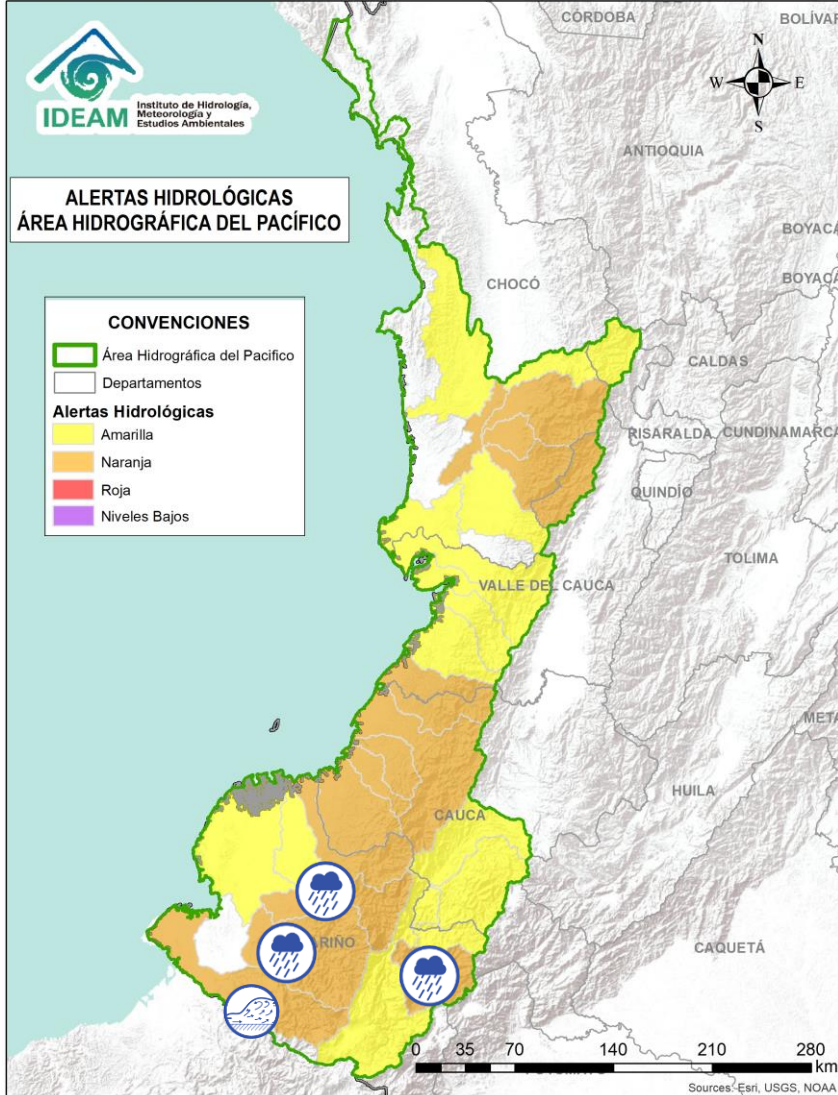 CÓRDOBA
BOLÍVAR
N
W
E
S
IDEAM
Instituto de Hidrología,
Meteorología y
Estudios Ambientales
ANTIOQUIA
ALERTAS HIDROLÓGICAS
ÁREA HIDROGRÁFICA DEL PACÍFICO
BOYACÁ
BOYACÁ
CHOCÓ
CONVENCIONES
Área Hidrográfica del Pacifico
Departamentos
Alertas Hidrológicas
Amarilla
Naranja
Roja
Niveles Bajos
CALDAS
RISARALDA
CUNDINAMARCA
QUINDÍO
TOLIMA
VALLE DEL CAUCA
META
HUILA
CAUCA
RIÑO
CAQUETÁ
0 35 70 140 210 280
km
Sources: Esri, USGS, NOAA